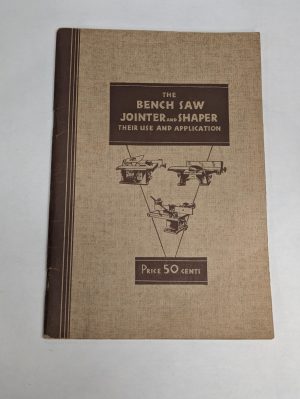 THE
BENCH SAW
JOINTER AND SHAPER
THEIR USE AND APPLICATION
PRICE 50 CENTS